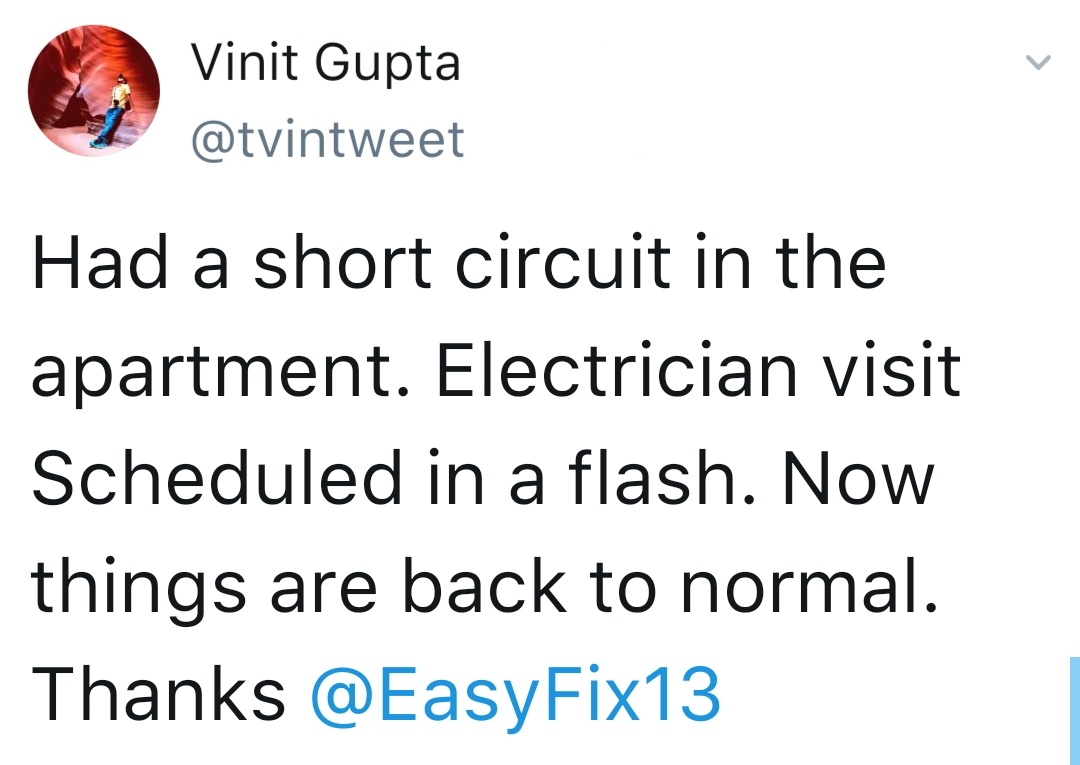 Vinit Gupta
@tvintweet
Had a short circuit in the
apartment. Electrician visit
Scheduled in a flash. Now
things are back to normal.
Thanks @EasyFix13